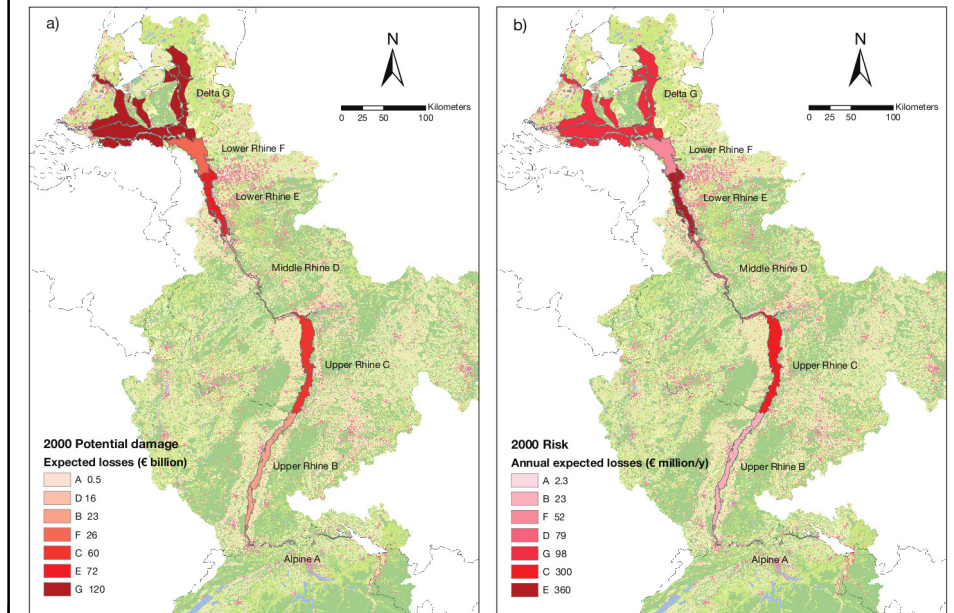 a)
N
Kilometers
0 25 50 100
Delta G
Lower Rhine F
Lower Rhine E
Middle Rhine D
Upper Rhine C
Upper Rhine B
Alpine A
2000 Potential damage
Expected losses (€ billion)
A 0.5
D 16
B 23
F 26
C 60
E 72
G 120
b)
N
Kilometers
0 25 50 100
Delta G
Lower Rhine F
Lower Rhine E
Middle Rhine D
Upper Rhine C
Upper Rhine B
Alpine A
2000 Risk
Annual expected losses (€ million/y)
A 2.3
B 23
F 52
D 79
G 98
C 300
E 360